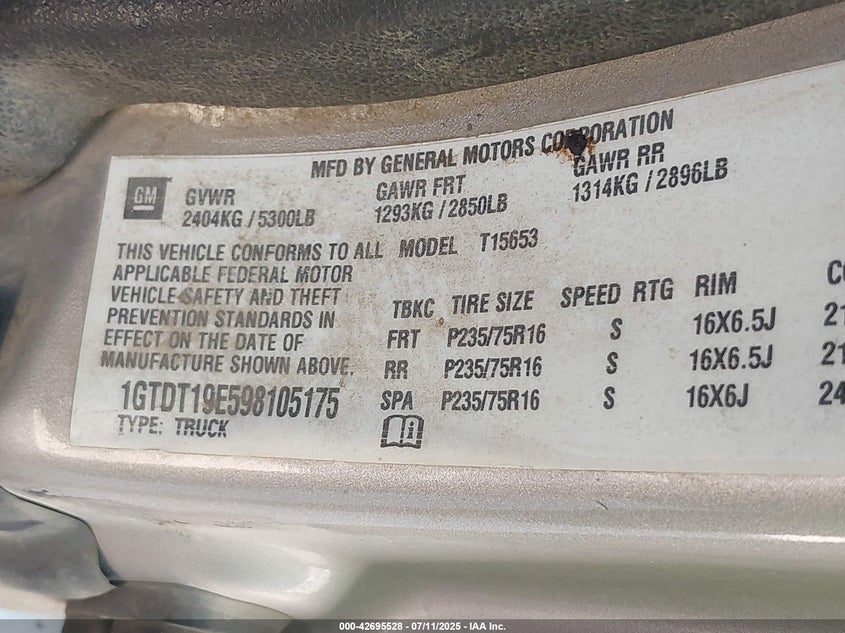 MFD BY GENERAL MOTORS CORPORATION
GM
GVWR
2404KG / 5300LB
GAWR FRT
1293KG / 2850LB
GAWR RR
1314KG / 2896LB
THIS VEHICLE CONFORMS TO ALL
APPLICABLE FEDERAL MOTOR
VEHICLE SAFETY AND THEFT
PREVENTION STANDARDS IN
EFFECT ON THE DATE OF
MANUFACTURE SHOWN ABOVE.
1GTDT19E598105175
TYPE: TRUCK
MODEL T15653
TBKC TIRE SIZE SPEED RTG RIM
FRT P235/75R16 S 16X6.5J 21
RR P235/75R16 S 16X6.5J 21
SPA P235/75R16 S 16X6J 24
i
000-42695528 - 07/11/2025 - IAA Inc.